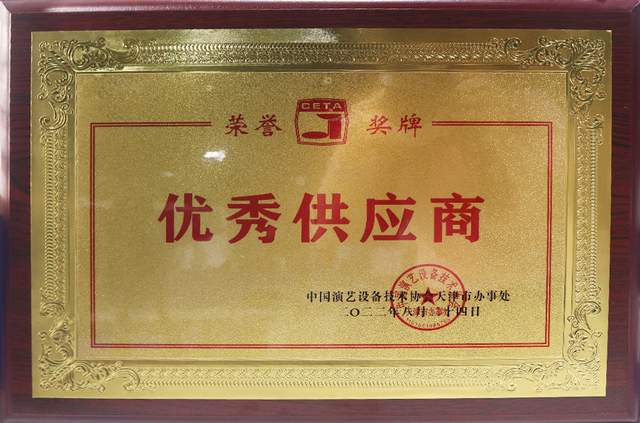 CETA
荣誉 奖牌
优秀供应商
中国演艺设备技术协会天津市办事处
二〇二二年八月二十四日